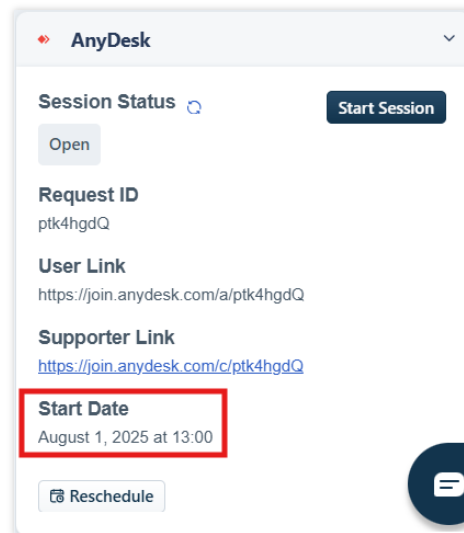 AnyDesk
Session Status
Start Session
Open
Request ID
ptk4hgdQ
User Link
https://join.anydesk.com/a/ptk4hgdQ
Supporter Link
https://join.anydesk.com/c/ptk4hgdQ
Start Date
August 1, 2025 at 13:00
Reschedule